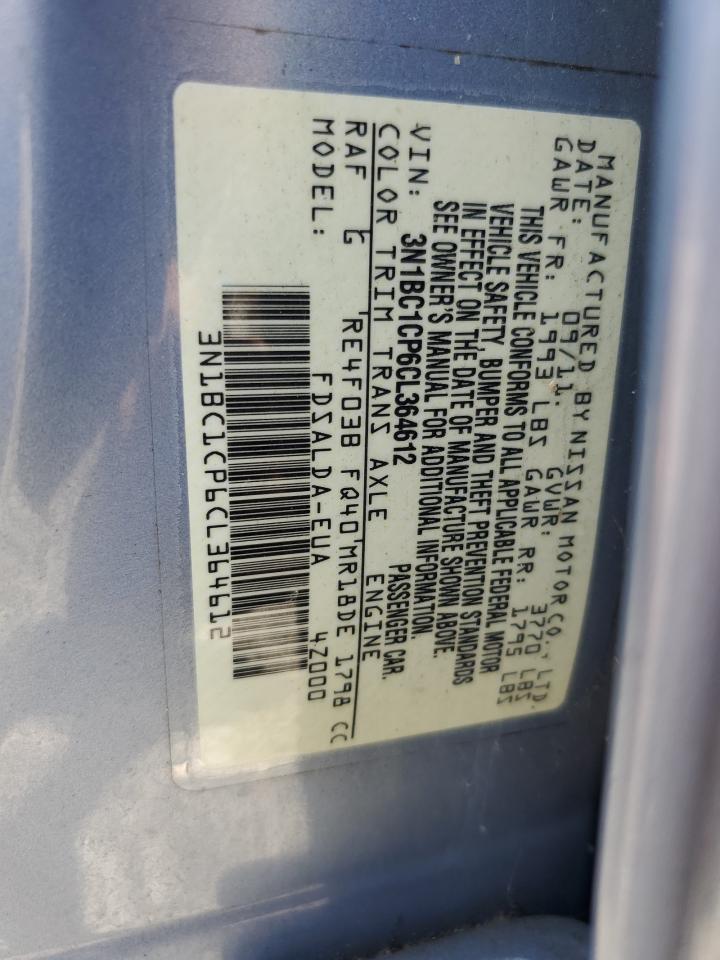 MANUFACTURED BY NISSAN MOTOR CO., LTD.
DATE: 09/11. GVWR: 3770 LBS
GAWR FR: 1993 LBS GAWR RR: 1795 LBS
THIS VEHICLE CONFORMS TO ALL APPLICABLE FEDERAL MOTOR
VEHICLE SAFETY, BUMPER AND THEFT PREVENTION STANDARDS
IN EFFECT ON THE DATE OF MANUFACTURE SHOWN ABOVE.
SEE OWNER'S MANUAL FOR ADDITIONAL INFORMATION.
VIN: 3N1BC1CP6CL364612 PASSENGER CAR.
COLOR TRIM TRANS AXLE ENGINE
RAF G RE4F03B FQ40 MR18DE 1798 CC
MODEL: FDSALDA-EUA 4Z000
3N1BC1CP6CL364612